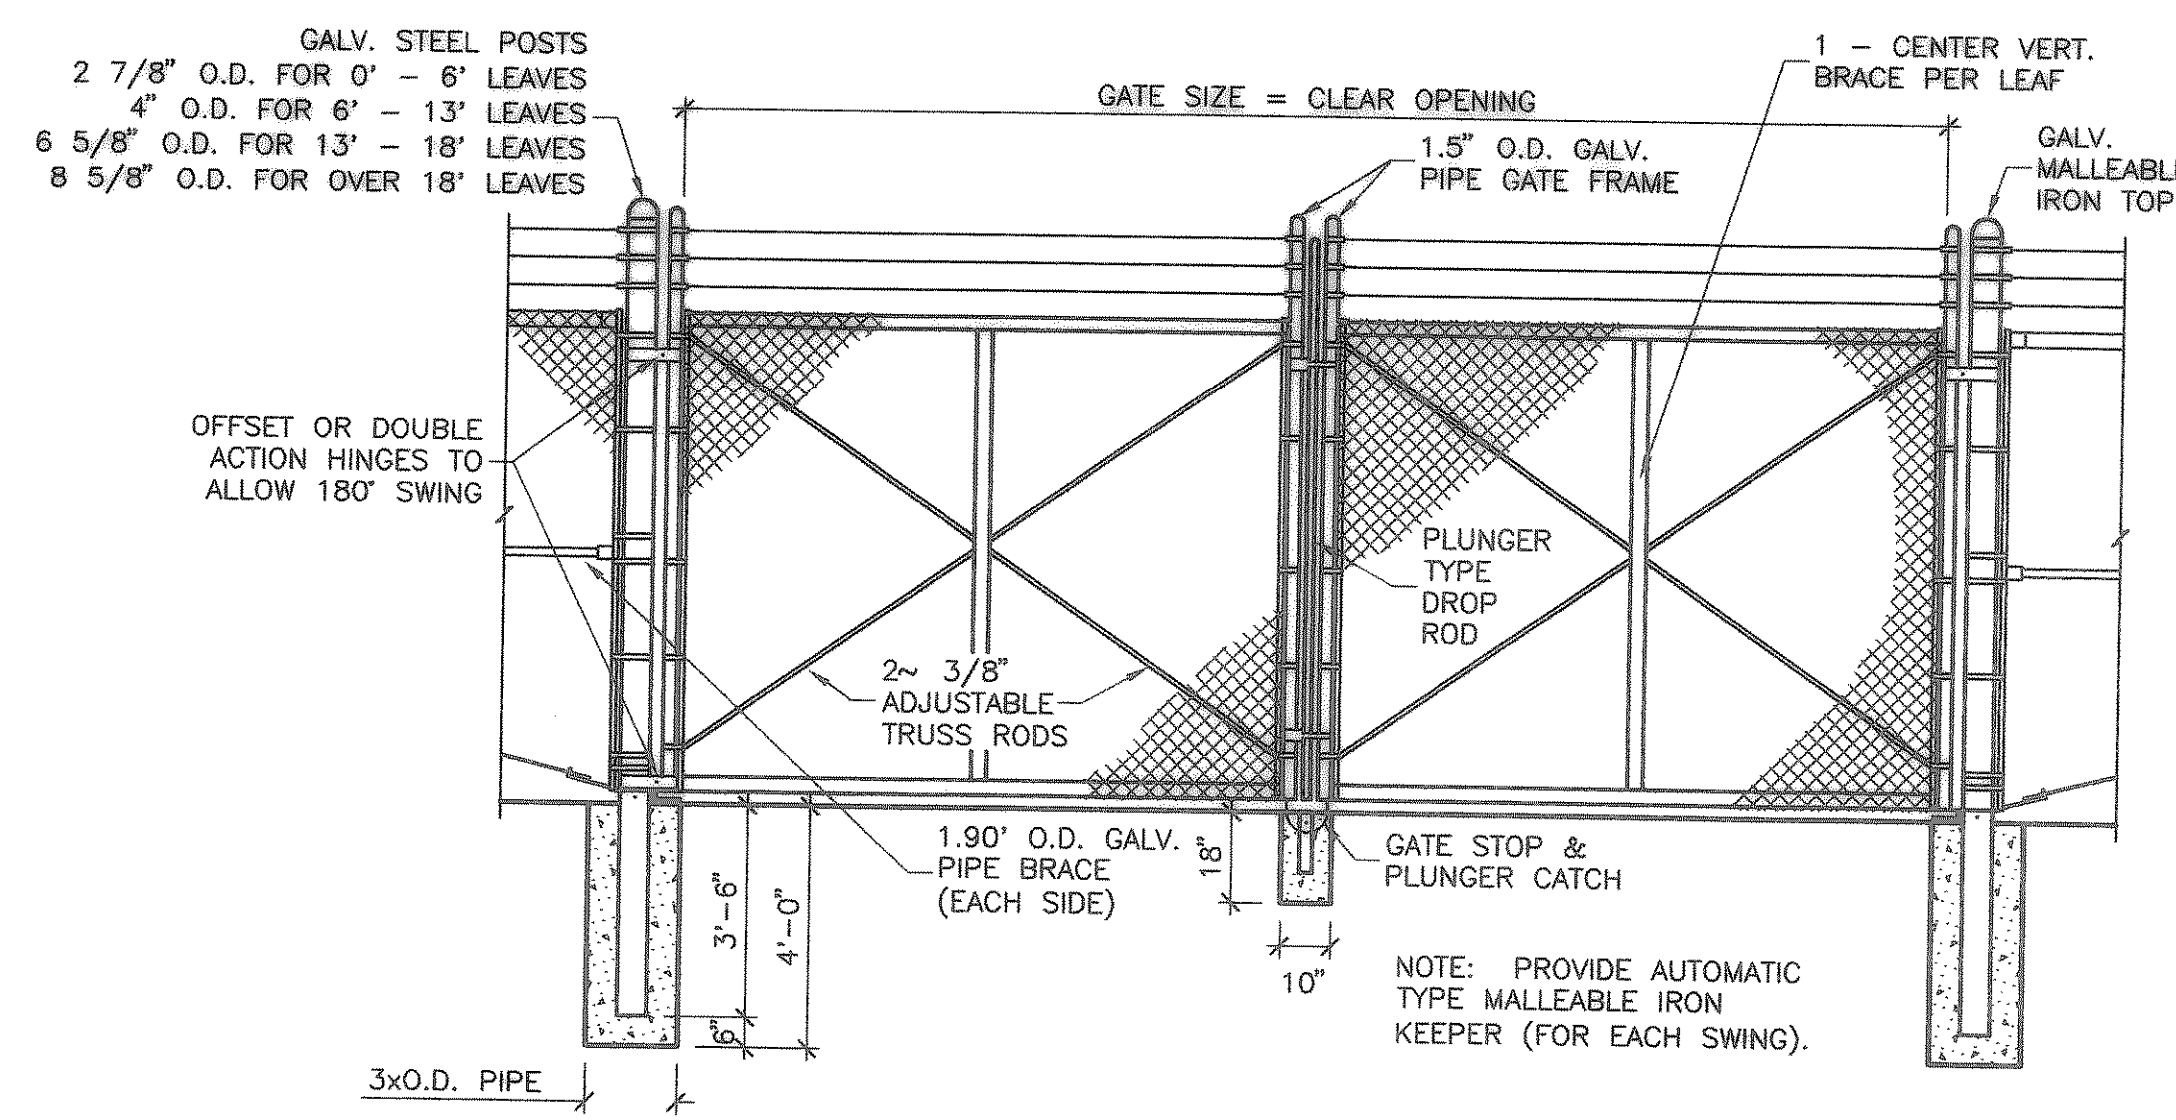 GALV. STEEL POSTS
2 7/8" O.D. FOR 0' - 6' LEAVES
4" O.D. FOR 6' - 13' LEAVES
6 5/8" O.D. FOR 13' - 18' LEAVES
8 5/8" O.D. FOR OVER 18' LEAVES
GATE SIZE = CLEAR OPENING
1 - CENTER VERT.
BRACE PER LEAF
1.5" O.D. GALV.
PIPE GATE FRAME
GALV.
MALLEABLE
IRON TOP
OFFSET OR DOUBLE
ACTION HINGES TO
ALLOW 180° SWING
PLUNGER
TYPE
DROP
ROD
2~ 3/8"
ADJUSTABLE
TRUSS RODS
1.90' O.D. GALV.
PIPE BRACE
(EACH SIDE)
18"
GATE STOP &
PLUNGER CATCH
3'-6"
4'-0"
6"
10"
NOTE: PROVIDE AUTOMATIC
TYPE MALLEABLE IRON
KEEPER (FOR EACH SWING).
3xO.D. PIPE